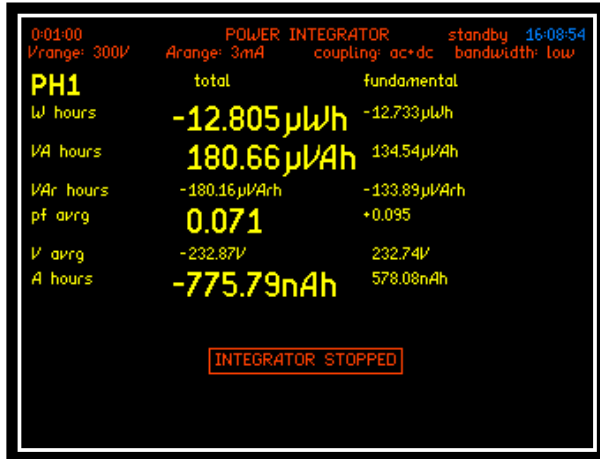 0:01:00 POWER INTEGRATOR standby 16:08:54
Vrange: 300V Arange: 3mA coupling: ac+dc bandwidth: low
PH1 total fundamental
W hours -12.805µWh -12.733µWh
VA hours 180.66µVAh 134.54µVAh
VAr hours -180.16µVArh -133.89µVArh
pf avrg 0.071 +0.095
V avrg -232.87V 232.74V
A hours -775.79nAh 578.08nAh
INTEGRATOR STOPPED